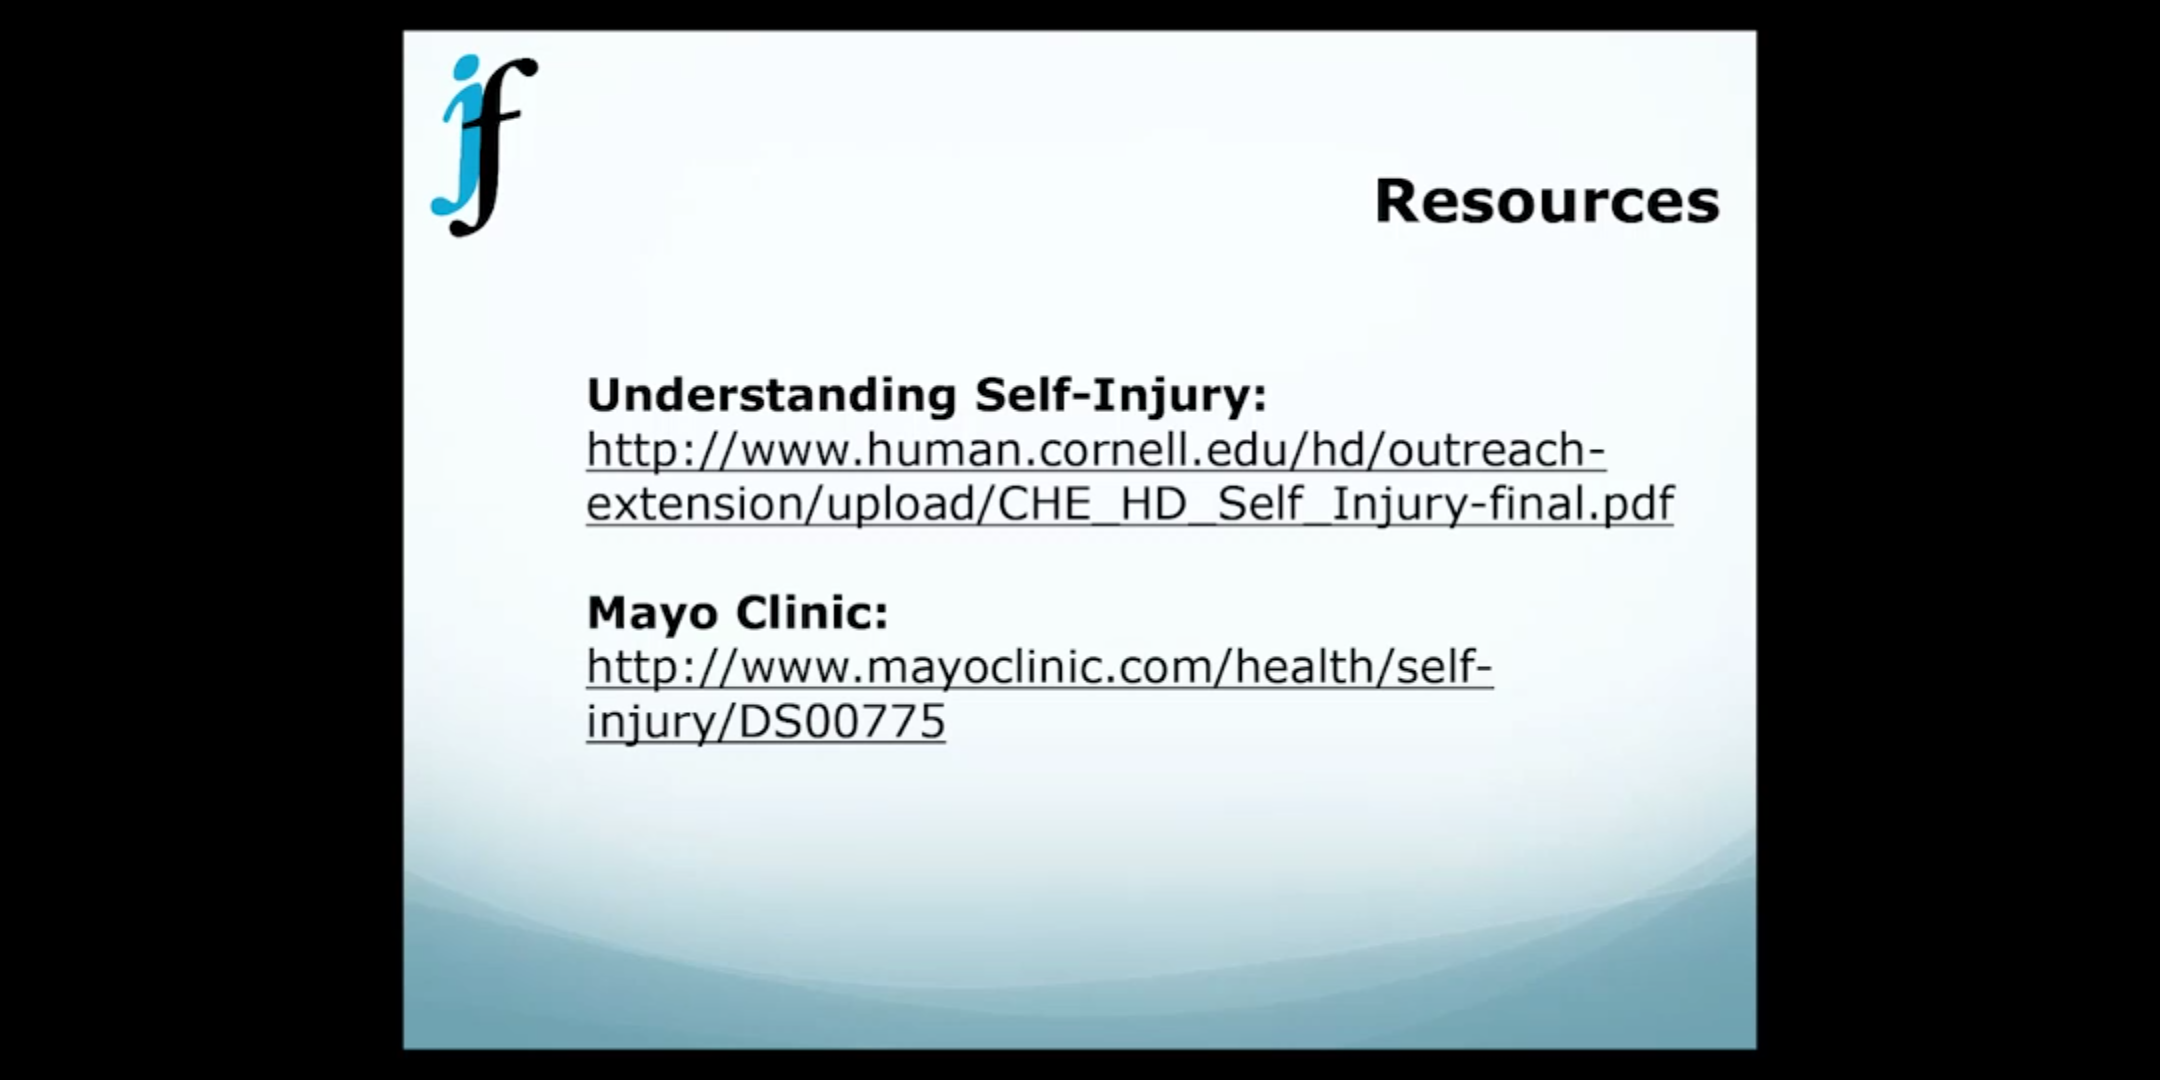 jf
Resources
Understanding Self-Injury:
http://www.human.cornell.edu/hd/outreach-
extension/upload/CHE_HD_Self_Injury-final.pdf
Mayo Clinic:
http://www.mayoclinic.com/health/self-
injury/DS00775